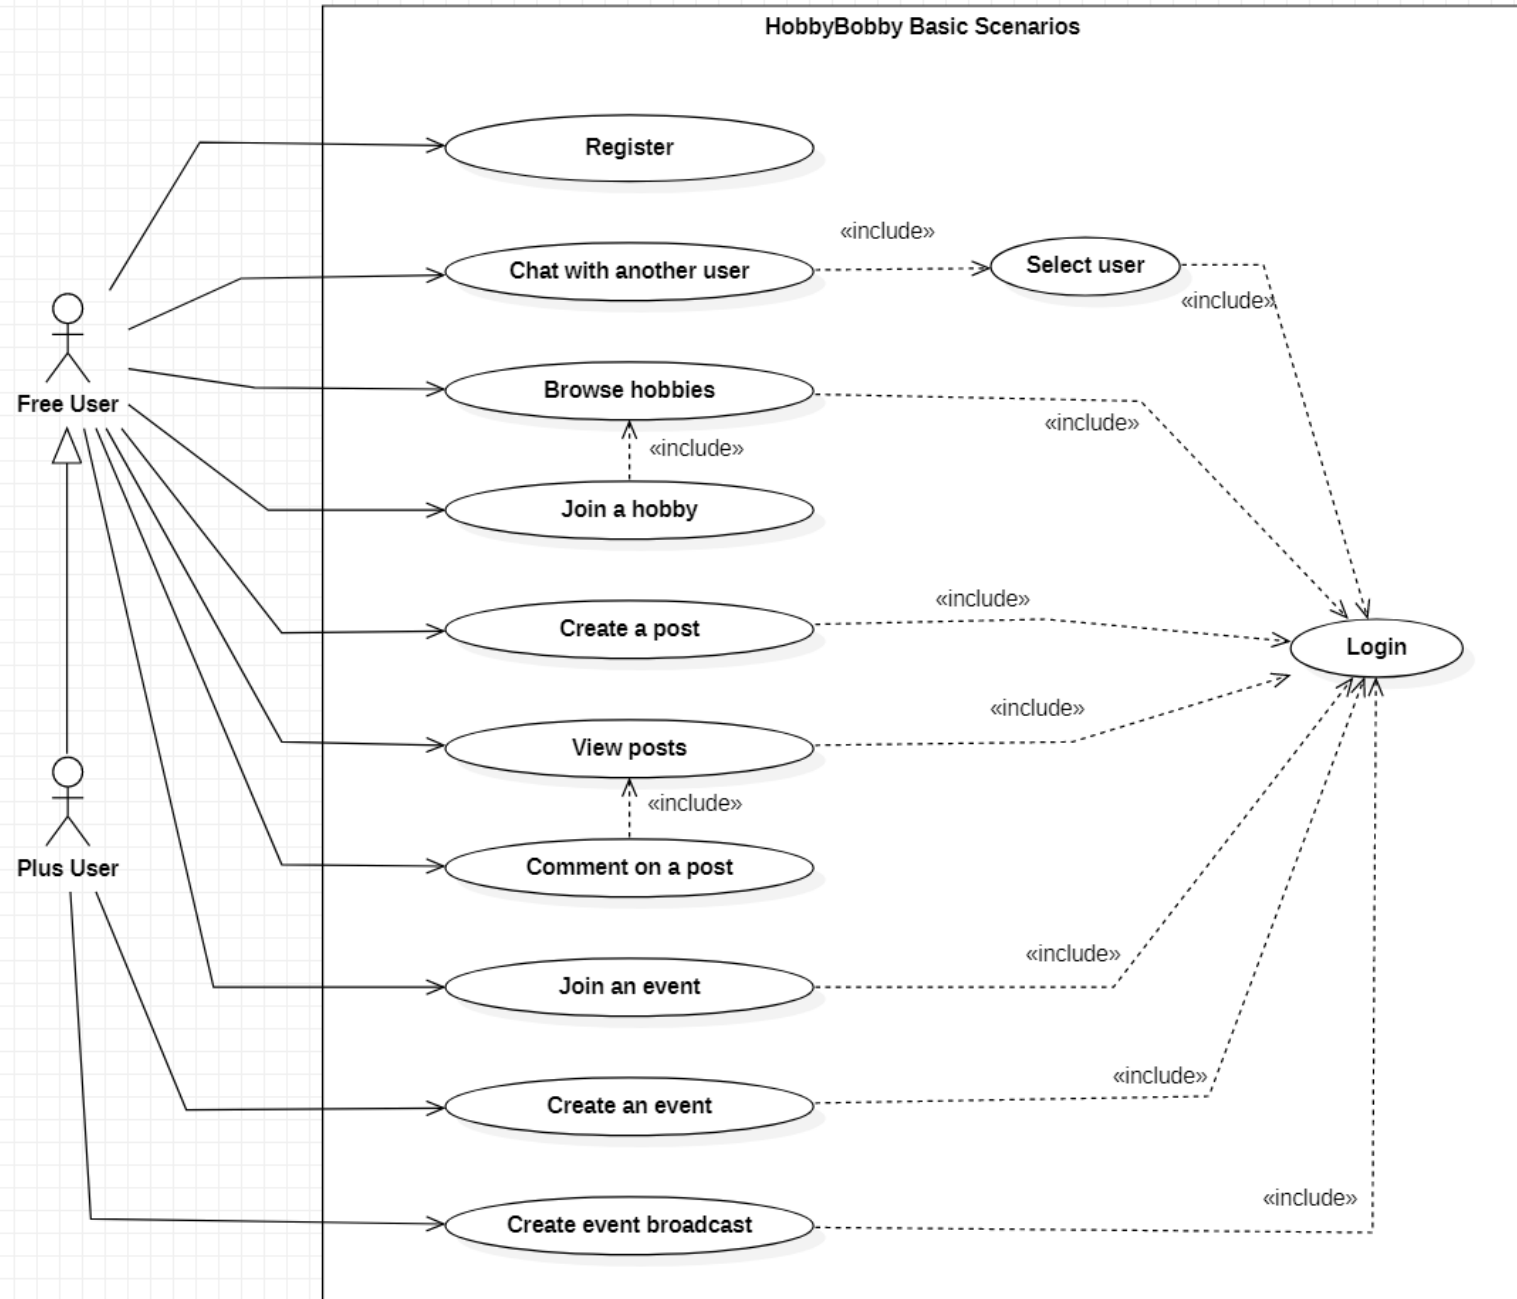 HobbyBobby Basic Scenarios
Register
«include»
Chat with another user
Select user
«include»
Browse hobbies
Free User
«include»
«include»
Join a hobby
«include»
Create a post
Login
«include»
View posts
«include»
Plus User
Comment on a post
«include»
Join an event
«include»
Create an event
«include»
Create event broadcast